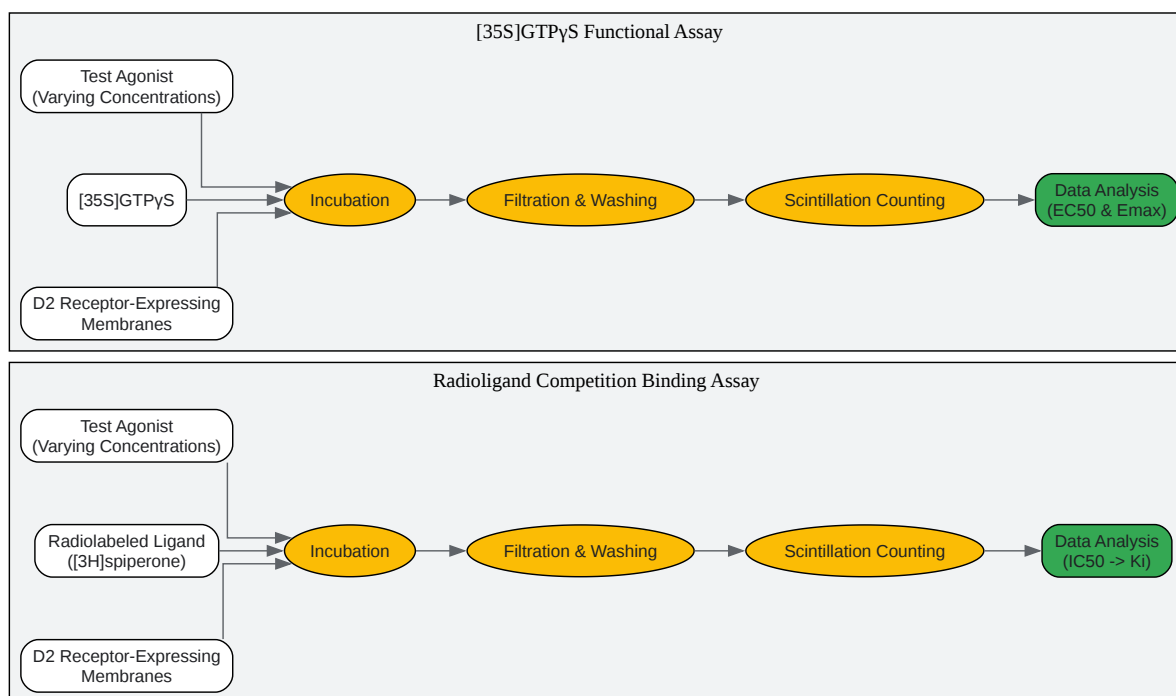 [35S]GTPγS Functional Assay
Test Agonist
(Varying Concentrations)
[35S]GTPγS
D2 Receptor-Expressing
Membranes
Incubation
Filtration & Washing
Scintillation Counting
Data Analysis
(EC50 & Emax)
Radioligand Competition Binding Assay
Test Agonist
(Varying Concentrations)
Radiolabeled Ligand
([3H]spiperone)
D2 Receptor-Expressing
Membranes
Incubation
Filtration & Washing
Scintillation Counting
Data Analysis
(IC50 -> Ki)